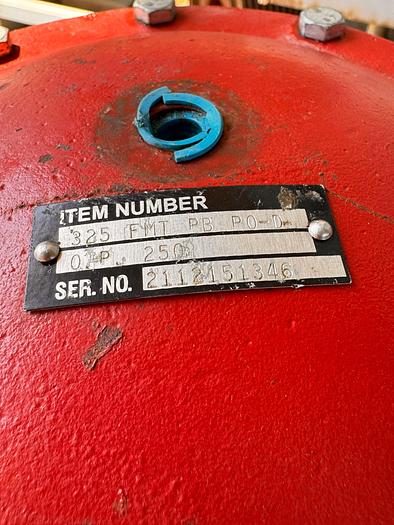 ITEM NUMBER
325 FMT PB PO-D
O.P. 250
SER. NO. 2112151346